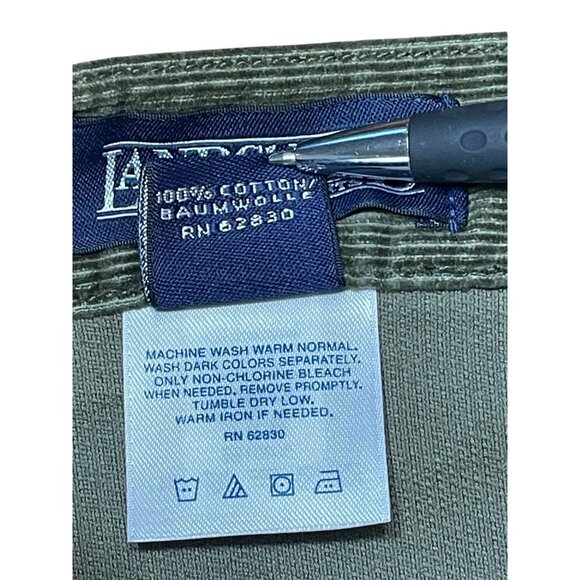 100% COTTON/
BAUMWOLLE
RN 62830
MACHINE WASH WARM NORMAL.
WASH DARK COLORS SEPARATELY.
ONLY NON-CHLORINE BLEACH
WHEN NEEDED. REMOVE PROMPTLY.
TUMBLE DRY LOW.
WARM IRON IF NEEDED.
RN 62830